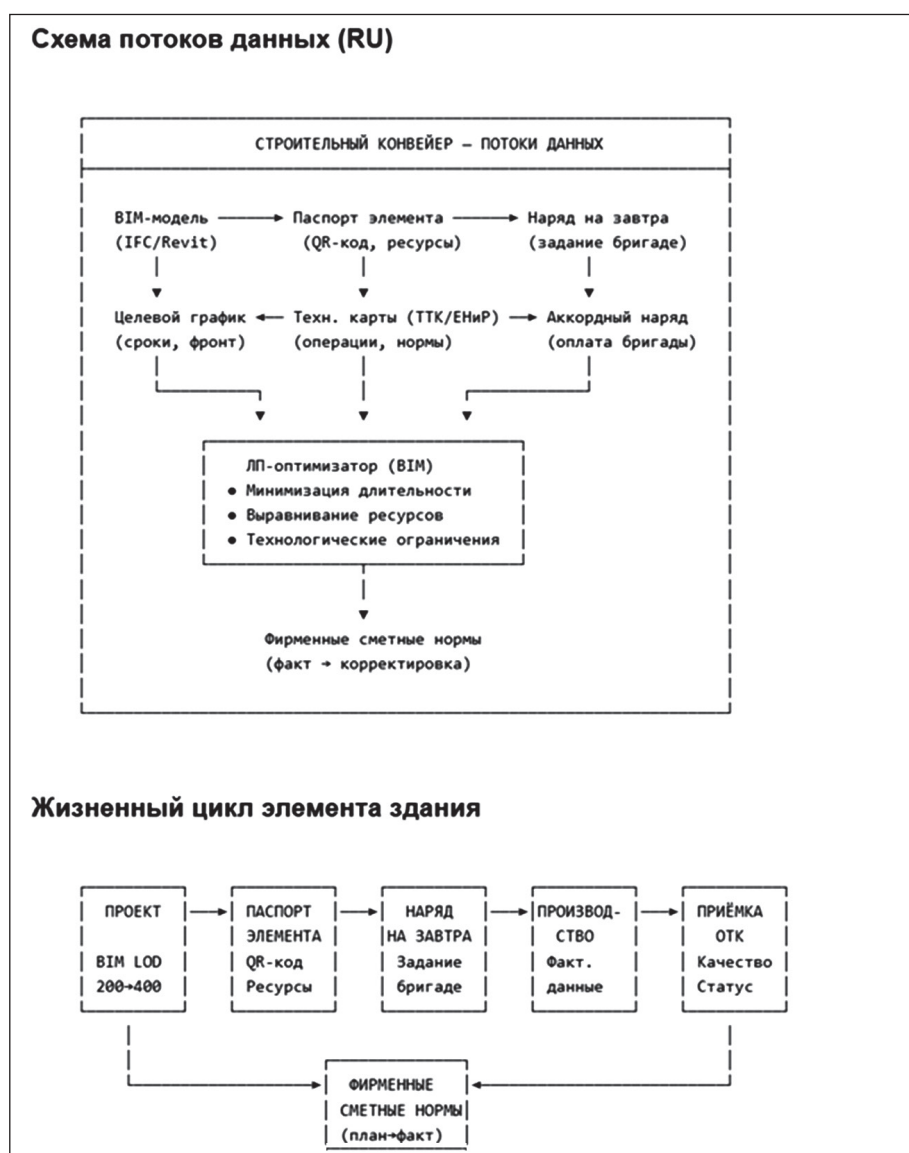 Схема потоков данных (RU)
СТРОИТЕЛЬНЫЙ КОНВЕЙЕР — ПОТОКИ ДАННЫХ
BIM-модель ──────► Паспорт элемента ──────► Наряд на завтра
(IFC/Revit) (QR-код, ресурсы) (задание бригаде)
Целевой график ◄── Техн. карты (ТТК/ЕНиР) ──► Аккордный наряд
(сроки, фронт) (операции, нормы) (оплата бригады)
ЛП-оптимизатор (BIM)
● Минимизация длительности
● Выравнивание ресурсов
● Технологические ограничения
Фирменные сметные нормы
(факт → корректировка)
Жизненный цикл элемента здания
ПРОЕКТ ──► ПАСПОРТ ──► НАРЯД ──► ПРОИЗВОД- ──► ПРИЁМКА
ЭЛЕМЕНТА НА ЗАВТРА СТВО ОТК
BIM LOD QR-код Задание Факт. Качество
200→400 Ресурсы бригаде данные Статус
ФИРМЕННЫЕ
СМЕТНЫЕ НОРМЫ
(план→факт)